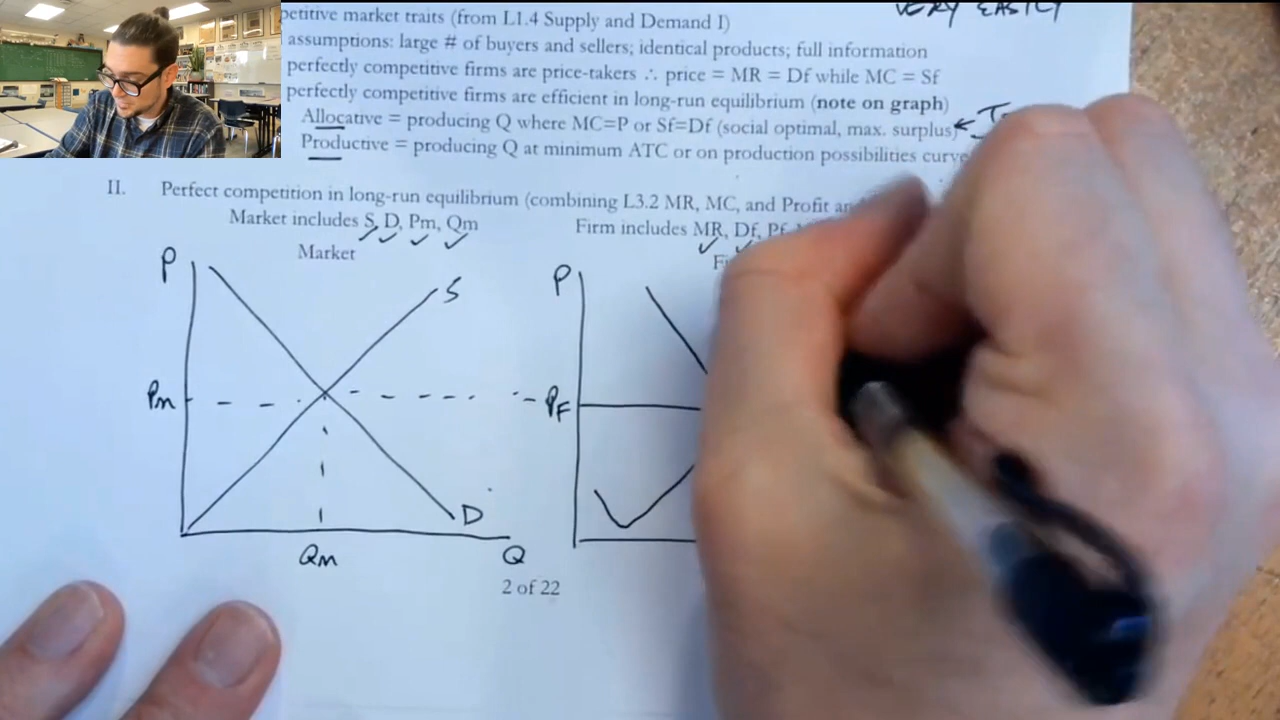 VERY EASILY
petitive market traits (from L1.4 Supply and Demand I)
assumptions: large # of buyers and sellers; identical products; full information
perfectly competitive firms are price-takers ∴ price = MR = Df while MC = Sf
perfectly competitive firms are efficient in long-run equilibrium (note on graph)
Allocative = producing Q where MC=P or Sf=Df (social optimal, max. surplus)
Productive = producing Q at minimum ATC or on production possibilities curve
II. Perfect competition in long-run equilibrium (combining L3.2 MR, MC, and Profit
Market includes S, D, Pm, Qm
Firm includes MR, Df, Pf,
Market
P
S
Pm
D
Qm
Q
P
PF
2 of 22